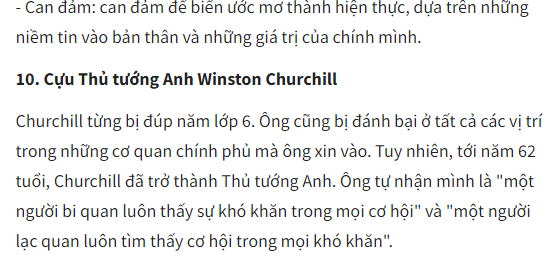 - Can đảm: can đảm để biến ước mơ thành hiện thực, dựa trên những
niềm tin vào bản thân và những giá trị của chính mình.
10. Cựu Thủ tướng Anh Winston Churchill
Churchill từng bị đúp năm lớp 6. Ông cũng bị đánh bại ở tất cả các vị trí
trong những cơ quan chính phủ mà ông xin vào. Tuy nhiên, tới năm 62
tuổi, Churchill đã trở thành Thủ tướng Anh. Ông tự nhận mình là "một
người bi quan luôn thấy sự khó khăn trong mọi cơ hội" và "một người
lạc quan luôn tìm thấy cơ hội trong mọi khó khăn".